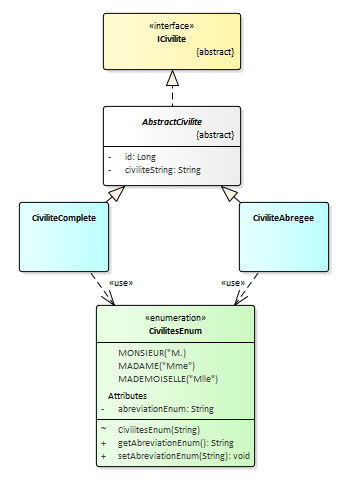 «interface»
ICivilite
{abstract}
AbstractCivilite
{abstract}
- id: Long
- civiliteString: String
CiviliteComplete
CiviliteAbregee
«use»
«use»
«enumeration»
CivilitesEnum
MONSIEUR("M.)
MADAME("Mme")
MADEMOISELLE("Mlle")
Attributes
- abreviationEnum: String
~ CivilitesEnum(String)
+ getAbreviationEnum(): String
+ setAbreviationEnum(String): void